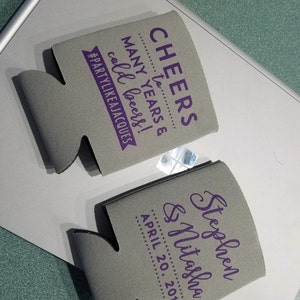 CHEERS
to
MANY YEARS &
cold beers!
#PARTYLIKEAJACQUES
Stephen
& Nitasha
APRIL 20,